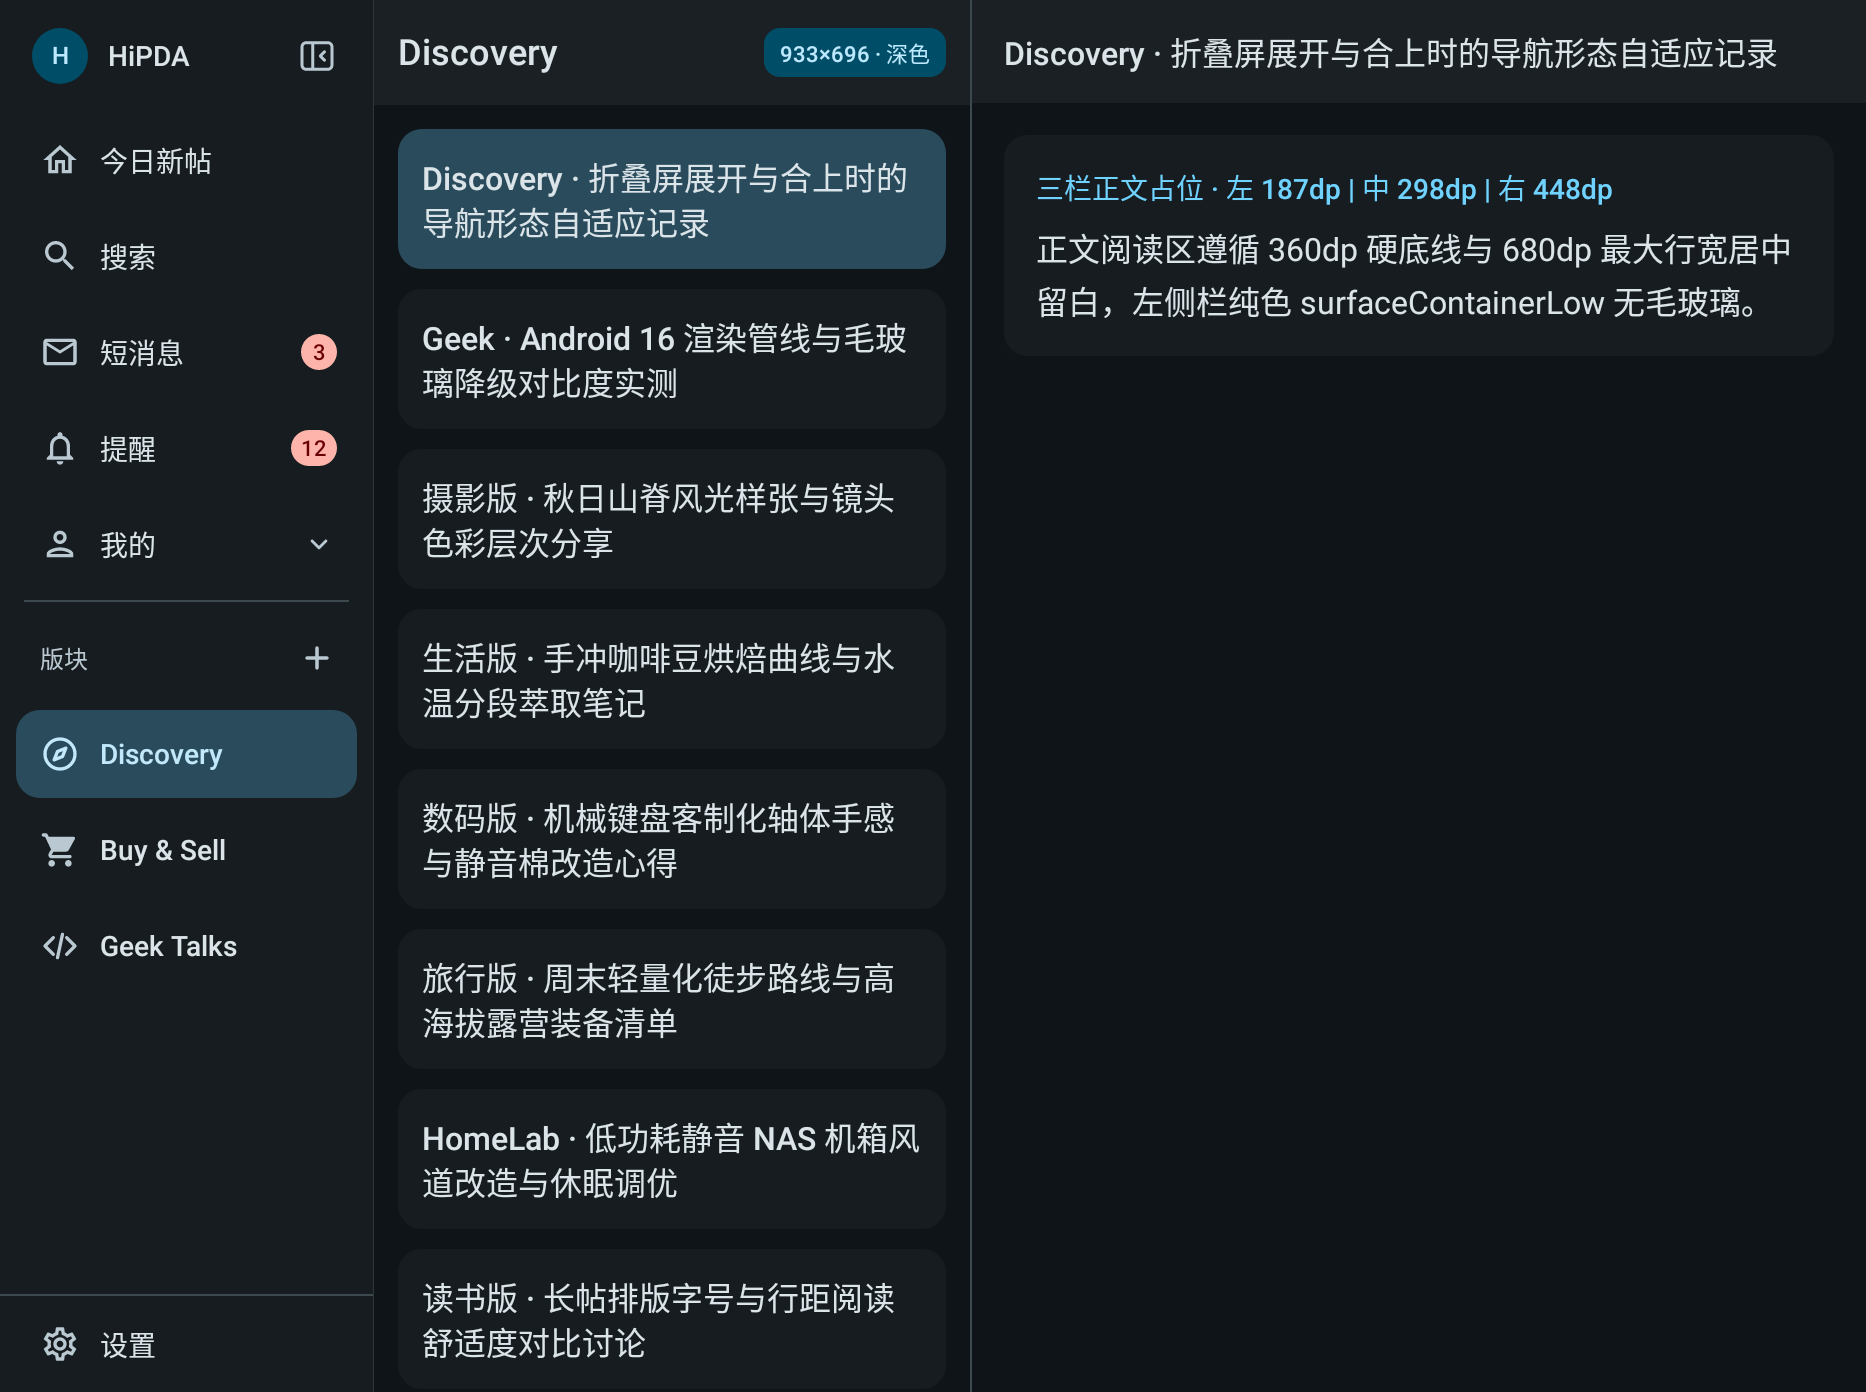 H HiPDA
今日新帖
搜索
短消息 3
提醒 12
我的
版块
Discovery
Buy & Sell
Geek Talks
设置
Discovery 933×696 · 深色
Discovery · 折叠屏展开与合上时的
导航形态自适应记录
Geek · Android 16 渲染管线与毛玻
璃降级对比度实测
摄影版 · 秋日山脊风光样张与镜头
色彩层次分享
生活版 · 手冲咖啡豆烘焙曲线与水
温分段萃取笔记
数码版 · 机械键盘客制化轴体手感
与静音棉改造心得
旅行版 · 周末轻量化徒步路线与高
海拔露营装备清单
HomeLab · 低功耗静音 NAS 机箱风
道改造与休眠调优
读书版 · 长帖排版字号与行距阅读
舒适度对比讨论
Discovery · 折叠屏展开与合上时的导航形态自适应记录
三栏正文占位 · 左 187dp | 中 298dp | 右 448dp
正文阅读区遵循 360dp 硬底线与 680dp 最大行宽居中
留白，左侧栏纯色 surfaceContainerLow 无毛玻璃。